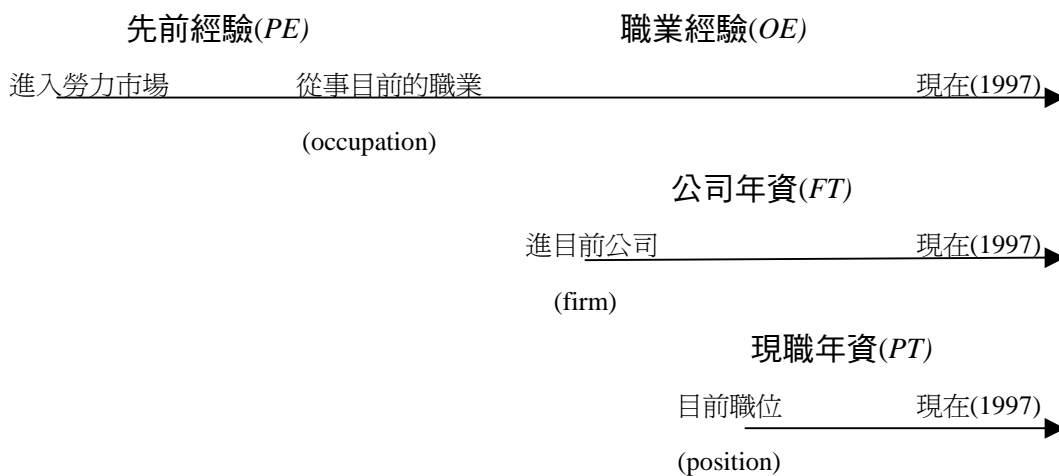 先前經驗(PE) 職業經驗(OE)
進入勞力市場 從事目前的職業 現在(1997)
(occupation)
公司年資(FT)
進目前公司 現在(1997)
(firm)
現職年資(PT)
目前職位 現在(1997)
(position)